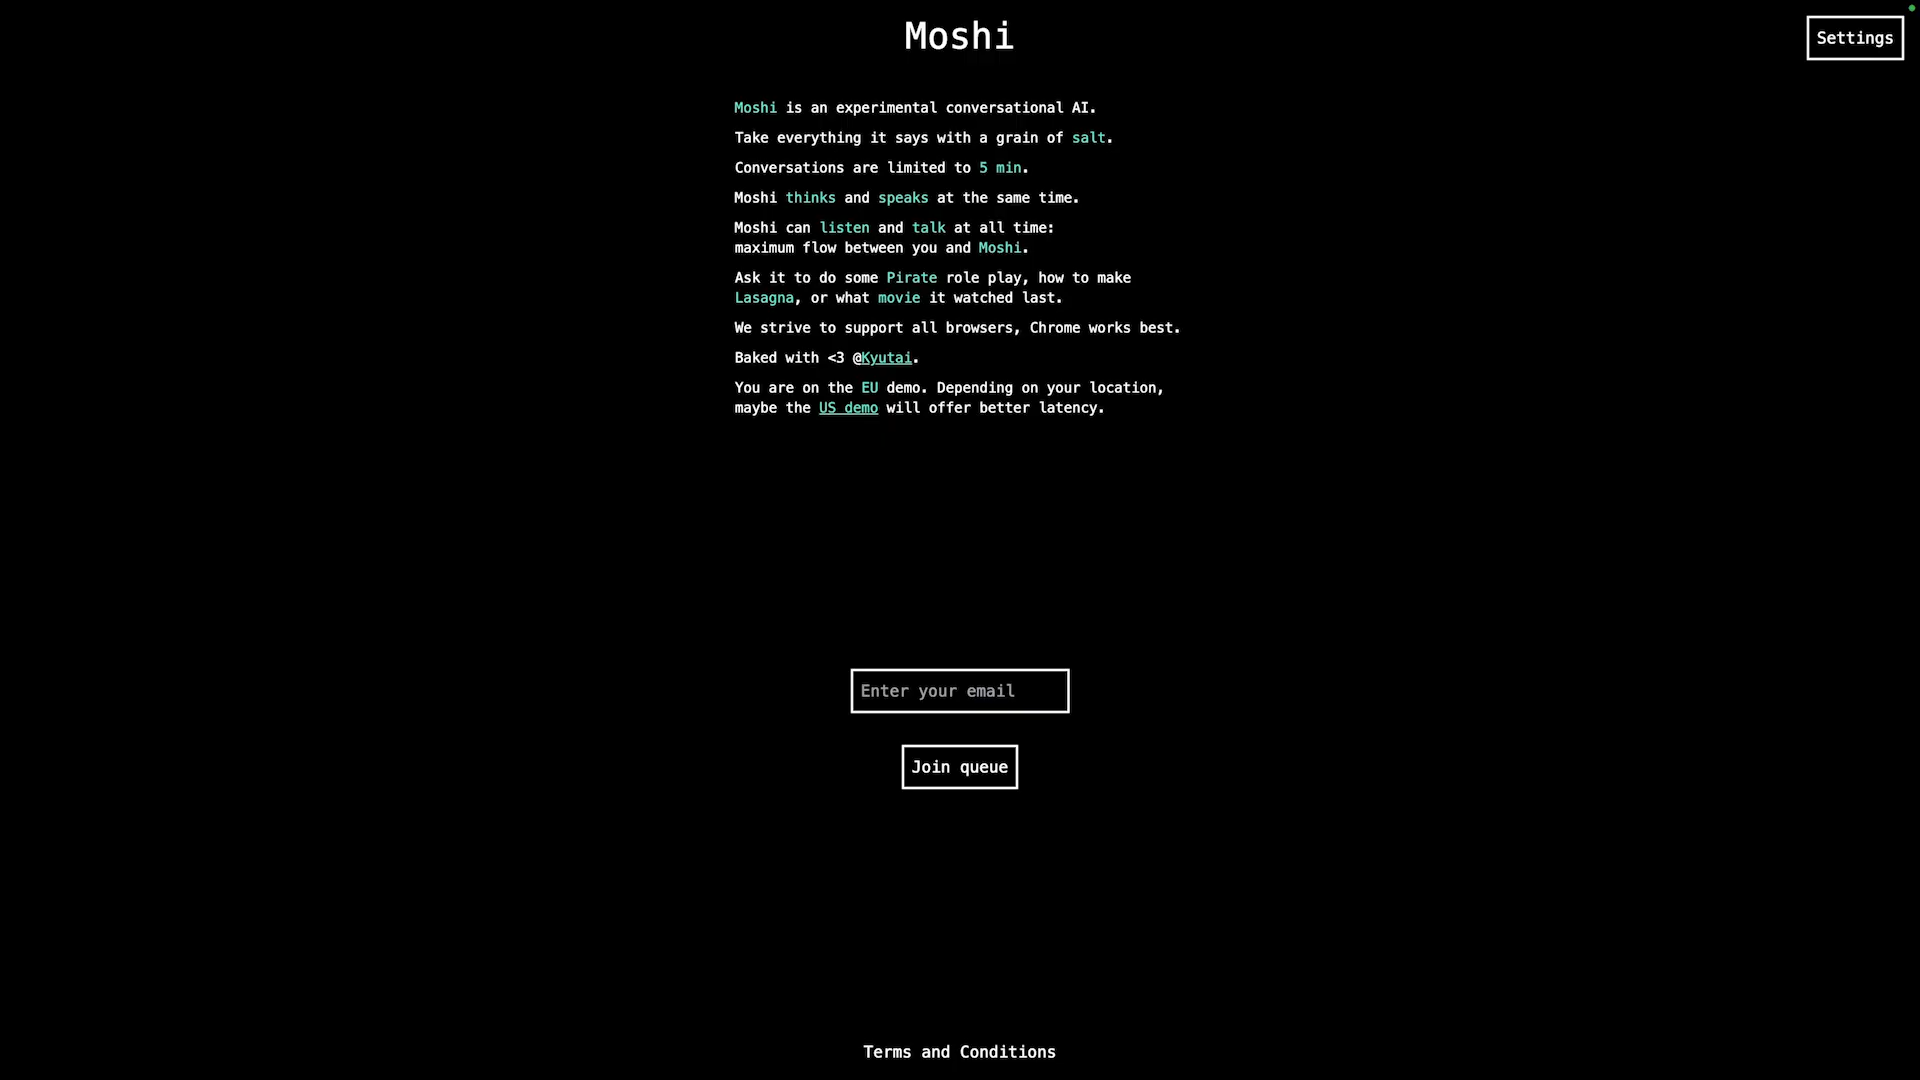 Moshi
Settings
Moshi is an experimental conversational AI.
Take everything it says with a grain of salt.
Conversations are limited to 5 min.
Moshi thinks and speaks at the same time.
Moshi can listen and talk at all time:
maximum flow between you and Moshi.
Ask it to do some Pirate role play, how to make
Lasagna, or what movie it watched last.
We strive to support all browsers, Chrome works best.
Baked with <3 @Kyutai.
You are on the EU demo. Depending on your location,
maybe the US demo will offer better latency.
Enter your email
Join queue
Terms and Conditions